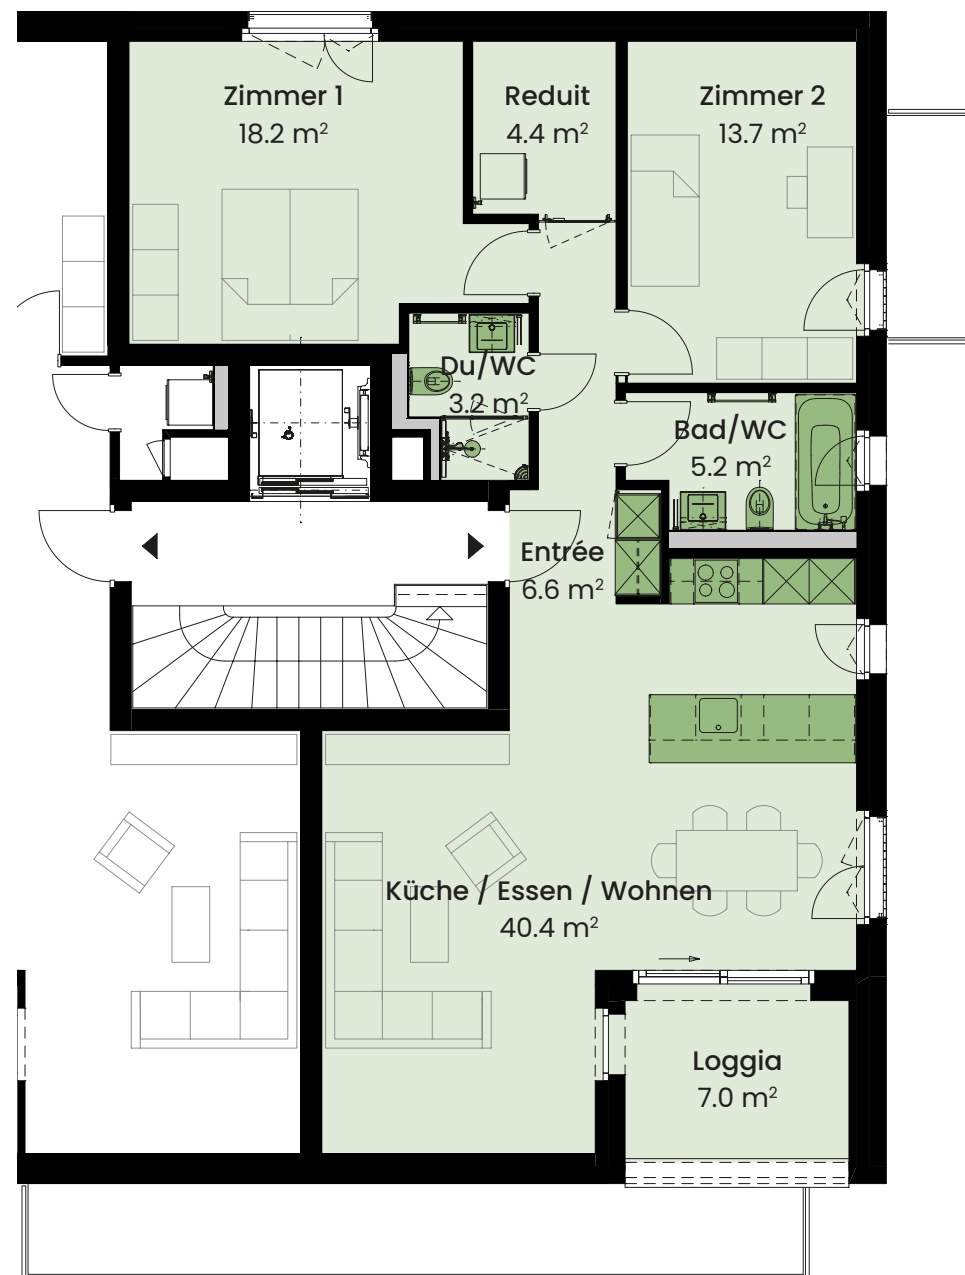 Zimmer 1
18.2 m²
Reduit
4.4 m²
Zimmer 2
13.7 m²
Du/WC
3.2 m²
Bad/WC
5.2 m²
Entrée
6.6 m²
Küche / Essen / Wohnen
40.4 m²
Loggia
7.0 m²